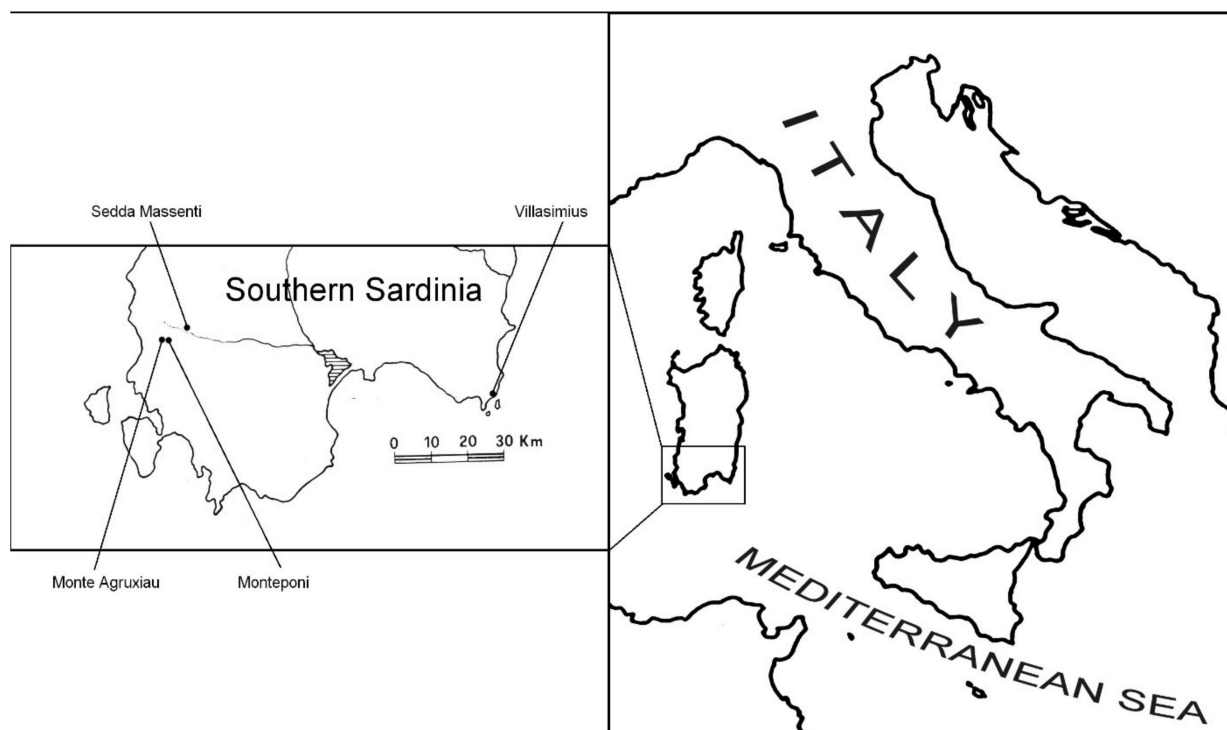 Sedda Massenti
Villasimius
Southern Sardinia
0 10 20 30 Km
Monte Agruxiau
Monteponi
ITALY
MEDITERRANEAN SEA